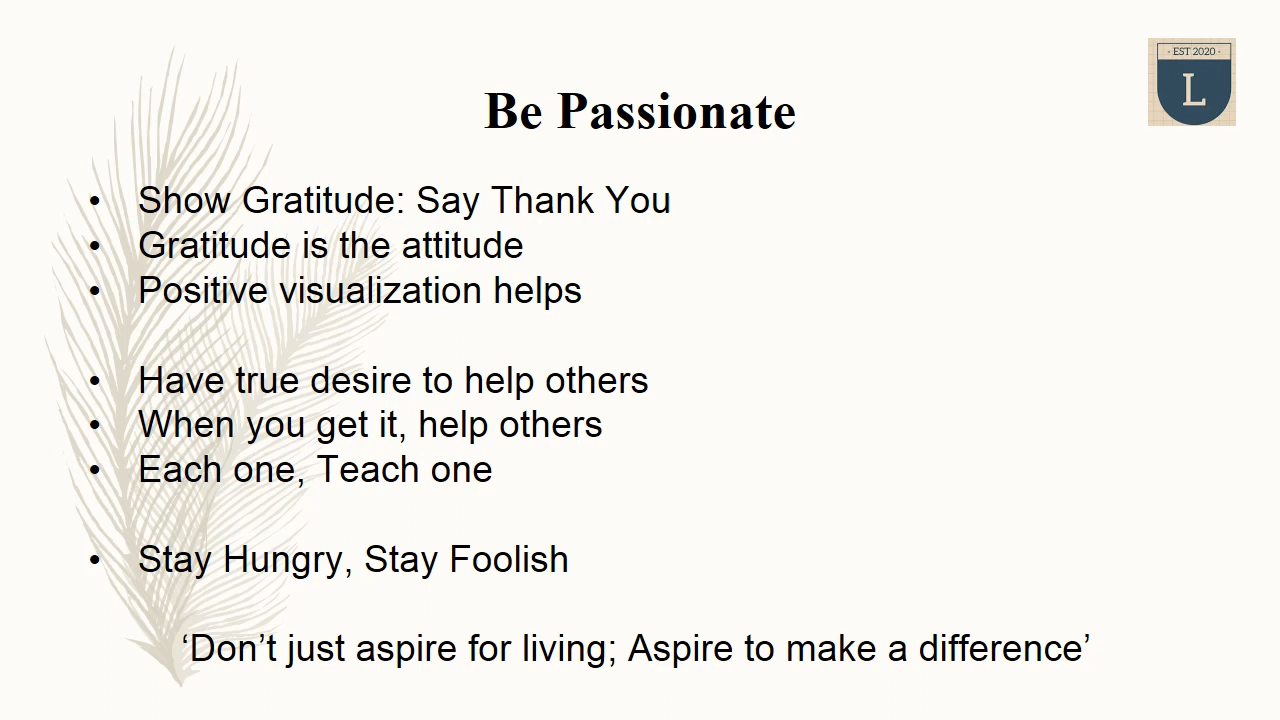 - EST 2020 -
L
Be Passionate
• Show Gratitude: Say Thank You
• Gratitude is the attitude
• Positive visualization helps
• Have true desire to help others
• When you get it, help others
• Each one, Teach one
• Stay Hungry, Stay Foolish
‘Don’t just aspire for living; Aspire to make a difference’